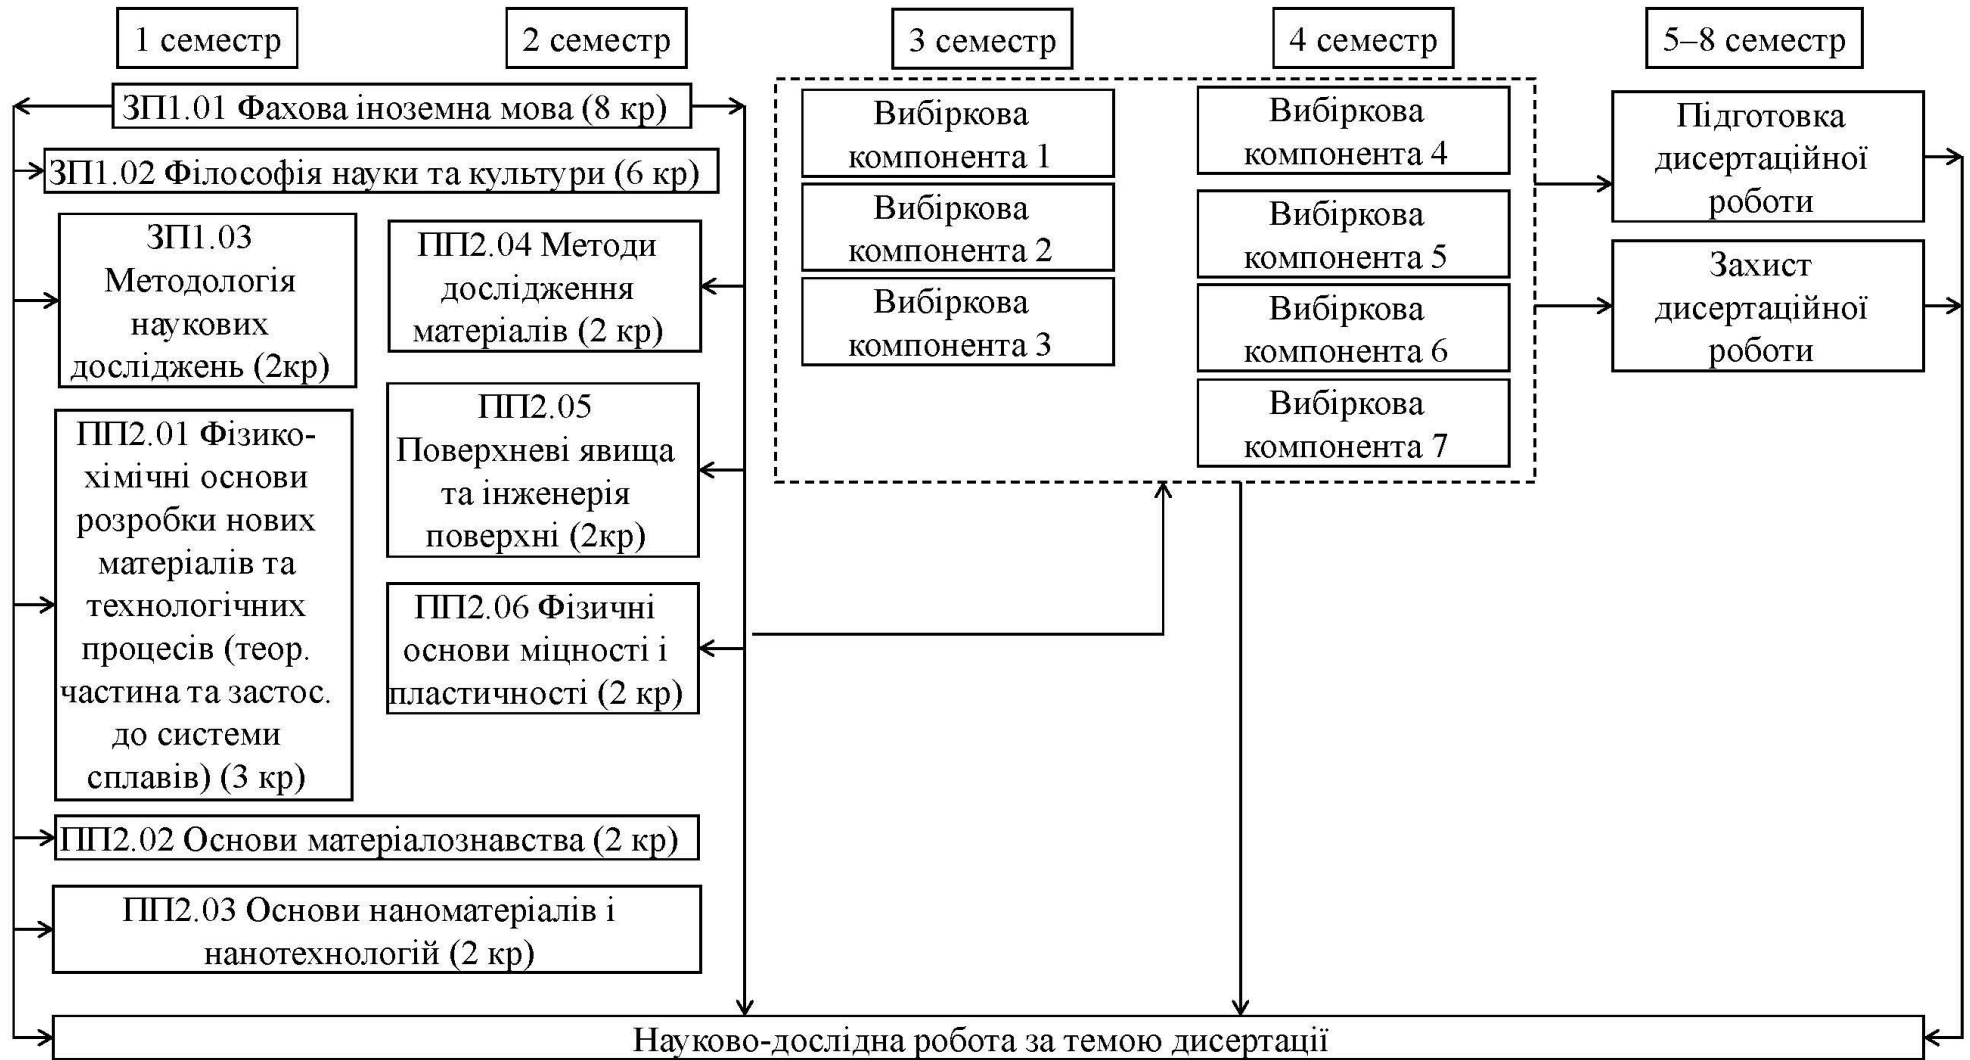 1 семестр
2 семестр
3 семестр
4 семестр
5–8 семестр
ЗП1.01 Фахова іноземна мова (8 кр)
ЗП1.02 Філософія науки та культури (6 кр)
ЗП1.03
Методологія
наукових
досліджень (2кр)
ПП2.01 Фізико-
хімічні основи
розробки нових
матеріалів та
технологічних
процесів (теор.
частина та застос.
до системи
сплавів) (3 кр)
ПП2.04 Методи
дослідження
матеріалів (2 кр)
ПП2.05
Поверхневі явища
та інженерія
поверхні (2кр)
ПП2.06 Фізичні
основи міцності і
пластичності (2 кр)
ПП2.02 Основи матеріалознавства (2 кр)
ПП2.03 Основи наноматеріалів і
нанотехнологій (2 кр)
Вибіркова
компонента 1
Вибіркова
компонента 2
Вибіркова
компонента 3
Вибіркова
компонента 4
Вибіркова
компонента 5
Вибіркова
компонента 6
Вибіркова
компонента 7
Підготовка
дисертаційної
роботи
Захист
дисертаційної
роботи
Науково-дослідна робота за темою дисертації